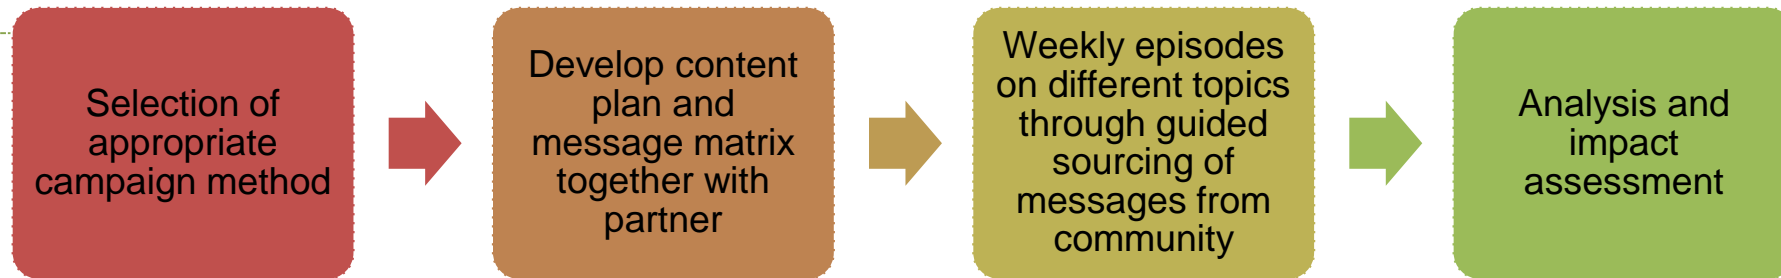 Selection of
appropriate
campaign method
Develop content
plan and
message matrix
together with
partner
Weekly episodes
on different topics
through guided
sourcing of
messages from
community
Analysis and
impact
assessment